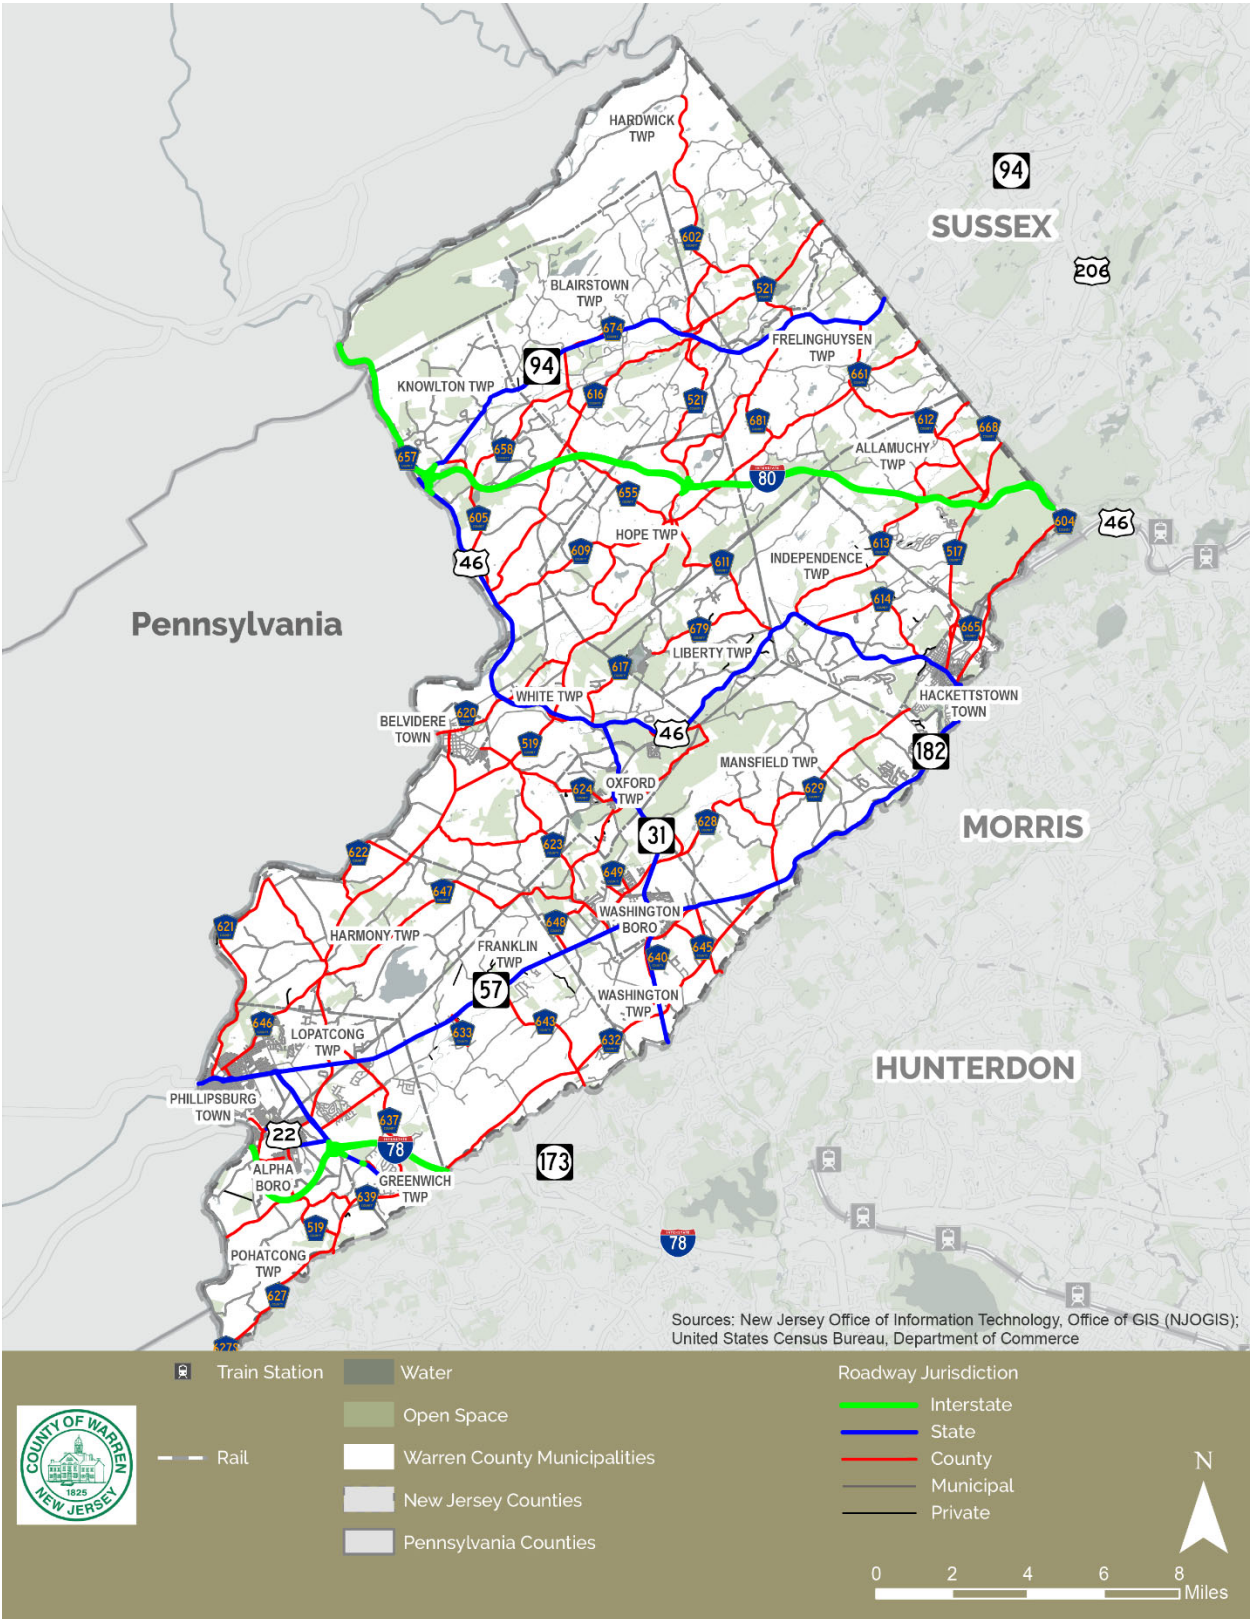 HARDWICK
TWP
94
SUSSEX
206
602
521
BLAIRSTOWN
TWP
674
FRELINGHUYSEN
TWP
94
KNOWLTON TWP
661
616
521
681
612
668
658
657
ALLAMUCHY
TWP
80
655
605
604
46
HOPE TWP
613
517
46
609
611
INDEPENDENCE
TWP
614
Pennsylvania
679
665
LIBERTY TWP
617
WHITE TWP
HACKETTSTOWN
TOWN
BELVIDERE
TOWN
620
519
46
182
MANSFIELD TWP
OXFORD
TWP
624
629
31
628
MORRIS
622
623
649
647
621
HARMONY TWP
648
WASHINGTON
BORO
FRANKLIN
TWP
640
645
57
WASHINGTON
TWP
646
LOPATCONG
TWP
633
643
632
HUNTERDON
PHILLIPSBURG
TOWN
637
22
78
173
ALPHA
BORO
GREENWICH
TWP
639
519
78
POHATCONG
TWP
627
Sources: New Jersey Office of Information Technology, Office of GIS (NJOGIS);
United States Census Bureau, Department of Commerce
Train Station
Rail
Water
Open Space
Warren County Municipalities
New Jersey Counties
Pennsylvania Counties
Roadway Jurisdiction
Interstate
State
County
Municipal
Private
COUNTY OF WARREN
1825
NEW JERSEY
N
0 2 4 6 8
Miles